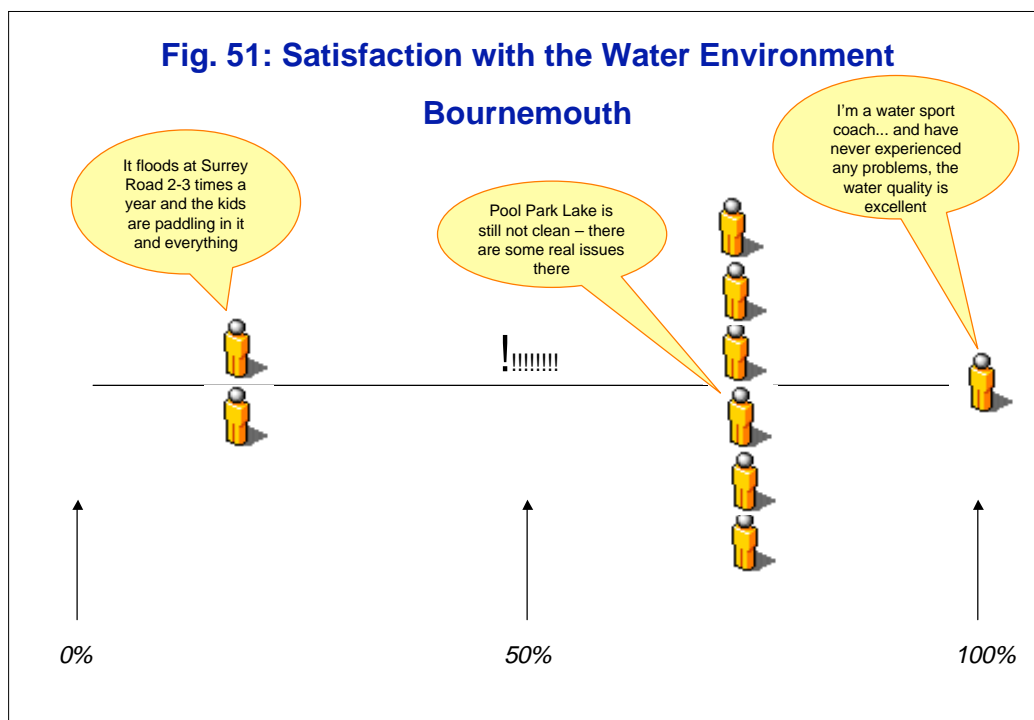 Fig. 51: Satisfaction with the Water Environment
Bournemouth
It floods at Surrey
Road 2-3 times a
year and the kids
are paddling in it
and everything
Pool Park Lake is
still not clean – there
are some real issues
there
I’m a water sport
coach... and have
never experienced
any problems, the
water quality is
excellent
!!!!!!!!!
0%
50%
100%